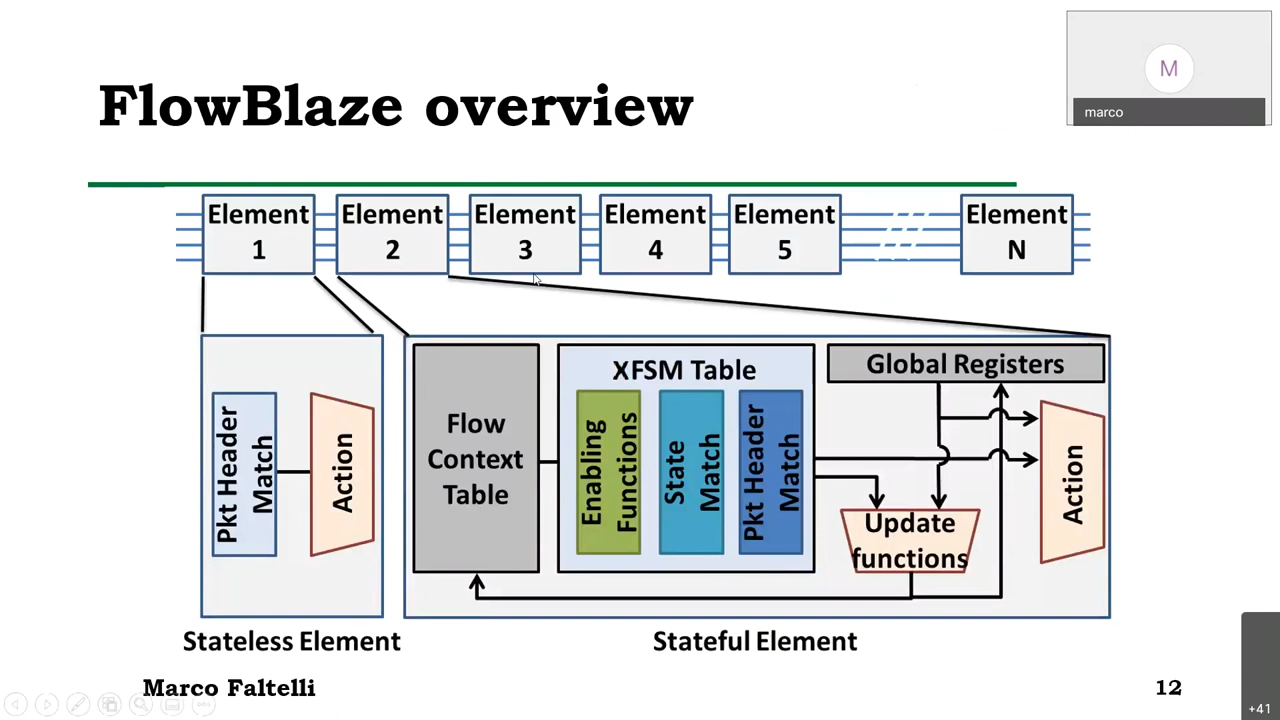 M
marco
FlowBlaze overview
Element
1
Element
2
Element
3
Element
4
Element
5
Element
N
Pkt Header
Match
Action
Stateless Element
Flow
Context
Table
XFSM Table
Enabling
Functions
State
Match
Pkt Header
Match
Global Registers
Update
functions
Action
Stateful Element
Marco Faltelli
12
+41